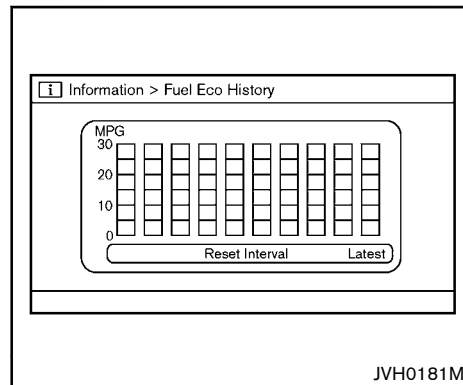 i Information > Fuel Eco History
MPG
30
20
10
0
Reset Interval Latest
JVH0181M